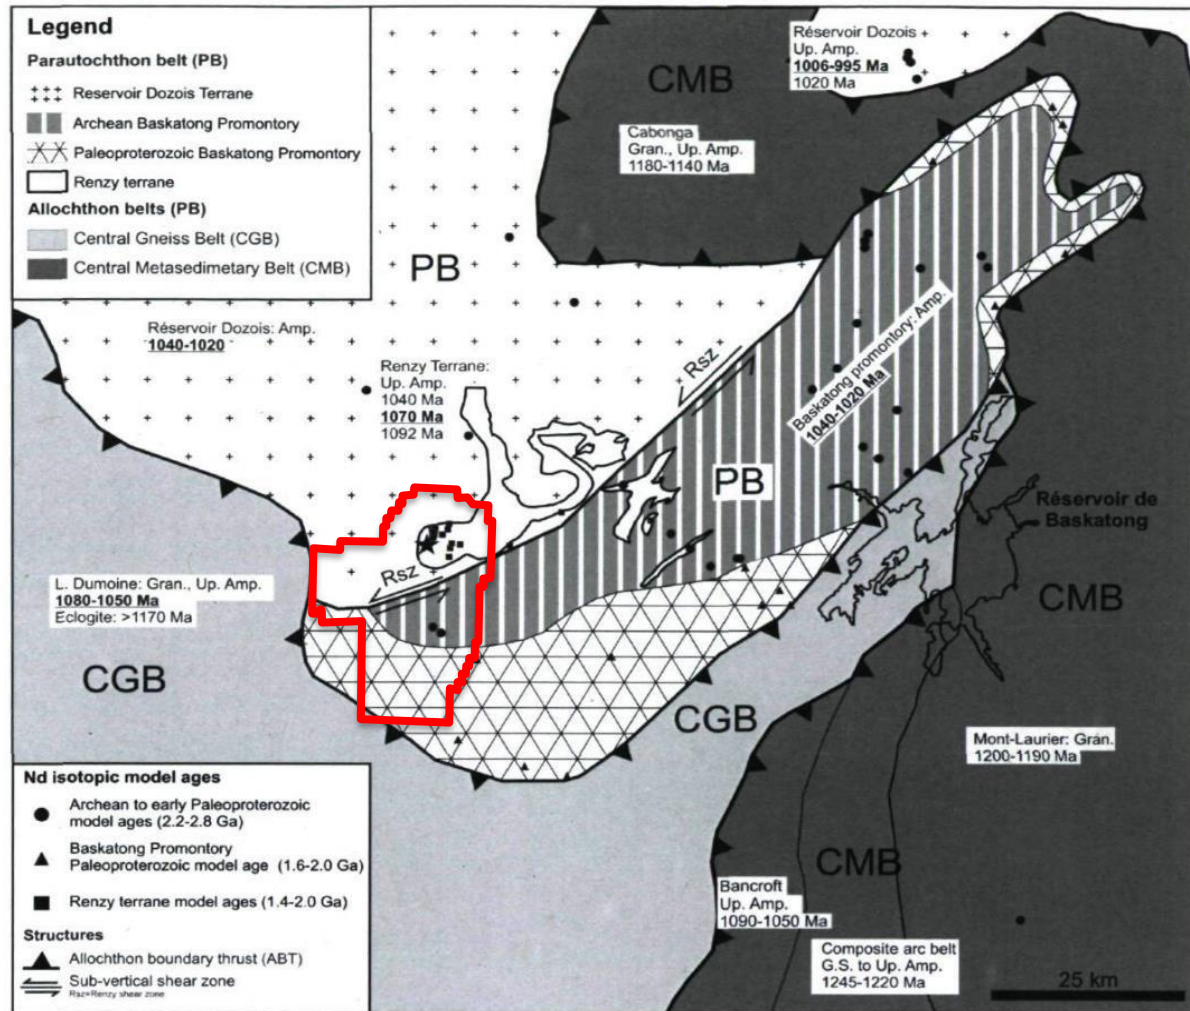 Legend
Parautochthon belt (PB)
Reservoir Dozois Terrane
Archean Baskatong Promontory
Paleoproterozoic Baskatong Promontory
Renzy terrane
Allochthon belts (PB)
Central Gneiss Belt (CGB)
Central Metasedimetary Belt (CMB)
Réservoir Dozois
Up. Amp.
1006-995 Ma
1020 Ma
CMB
Cabonga
Gran., Up. Amp.
1180-1140 Ma
PB
Réservoir Dozois: Amp.
1040-1020
Renzy Terrane:
Up. Amp.
1040 Ma
1070 Ma
1092 Ma
Rsz
Baskatong promontory: Amp.
1040-1020 Ma
PB
Réservoir de
Baskatong
Rsz
L. Dumoine: Gran., Up. Amp.
1080-1050 Ma
Eclogite: >1170 Ma
CMB
CGB
CGB
Mont-Laurier: Gran.
1200-1190 Ma
Nd isotopic model ages
Archean to early Paleoproterozoic
model ages (2.2-2.8 Ga)
Baskatong Promontory
Paleoproterozoic model age (1.6-2.0 Ga)
Renzy terrane model ages (1.4-2.0 Ga)
Structures
Allochthon boundary thrust (ABT)
Sub-vertical shear zone
Rsz=Renzy shear zone
CMB
Bancroft
Up. Amp.
1090-1050 Ma
Composite arc belt
G.S. to Up. Amp.
1245-1220 Ma
25 km